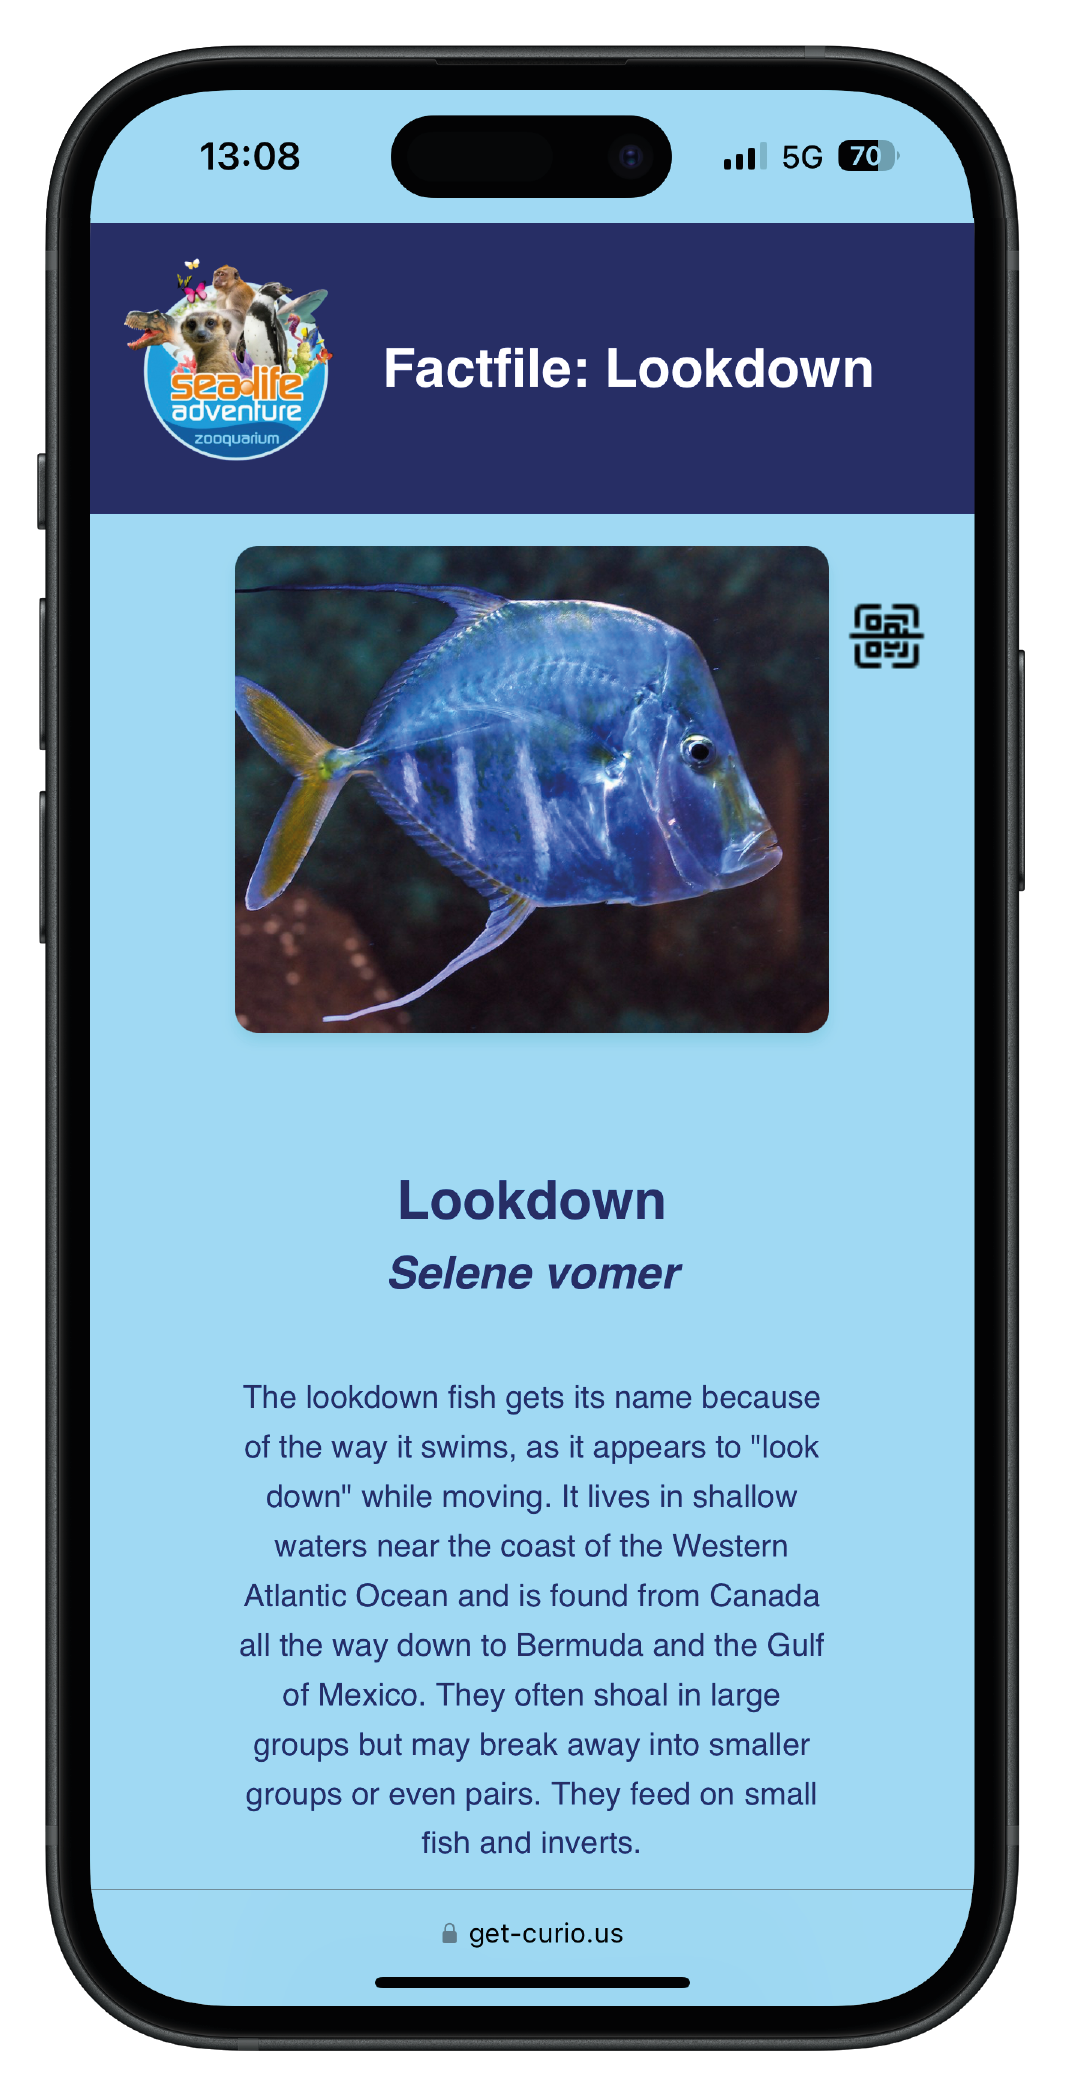 13:08
5G
70
sea life
adventure
zooquarium
Factfile: Lookdown
Lookdown
Selene vomer
The lookdown fish gets its name because
of the way it swims, as it appears to "look
down" while moving. It lives in shallow
waters near the coast of the Western
Atlantic Ocean and is found from Canada
all the way down to Bermuda and the Gulf
of Mexico. They often shoal in large
groups but may break away into smaller
groups or even pairs. They feed on small
fish and inverts.
get-curio.us